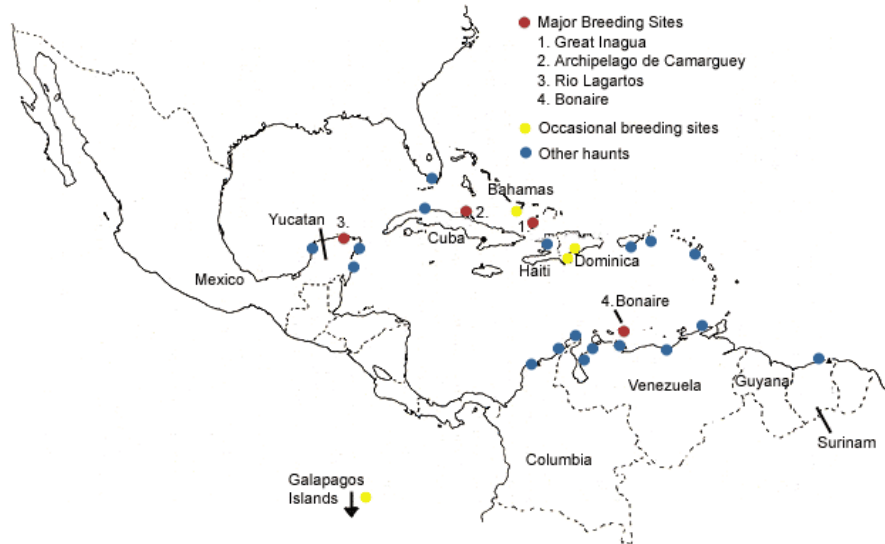 Major Breeding Sites
1. Great Inagua
2. Archipelago de Camarguey
3. Rio Lagartos
4. Bonaire
Occasional breeding sites
Other haunts
Bahamas
2.
1.
Yucatan
3.
Cuba
Haiti
Dominica
Mexico
4. Bonaire
Venezuela
Guyana
Surinam
Columbia
Galapagos
Islands